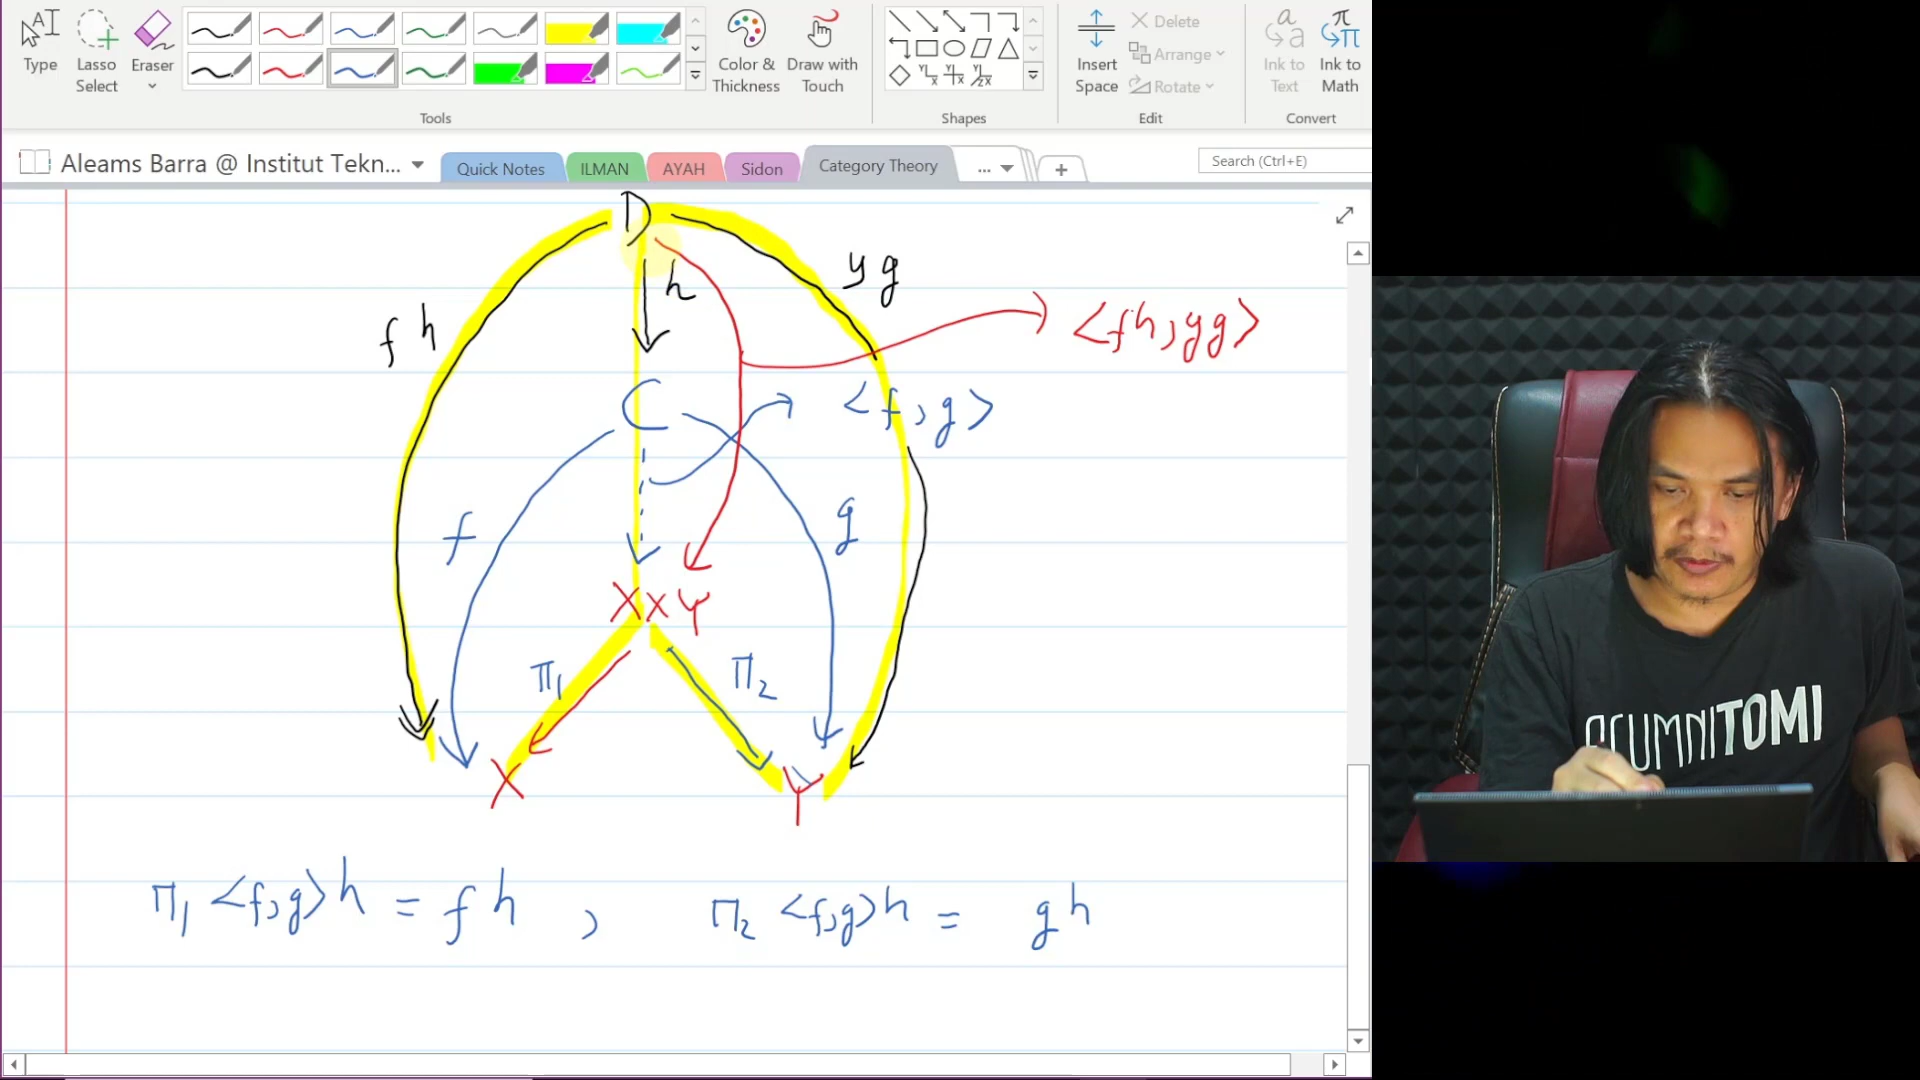 Type
Lasso Select
Eraser
Color & Thickness
Draw with Touch
Insert Space
Delete
Arrange
Rotate
Ink to Text
Ink to Math
Tools
Shapes
Edit
Convert
Aleams Barra @ Institut Tekn...
Quick Notes
ILMAN
AYAH
Sidon
Category Theory
...
Search (Ctrl+E)
D
h
yg
fh
<fh,yg>
C
<f,g>
f
g
X x Y
π1
π2
X
Y
π1 <f,g>h = fh , π2 <f,g>h = gh
ACUMNITOMI